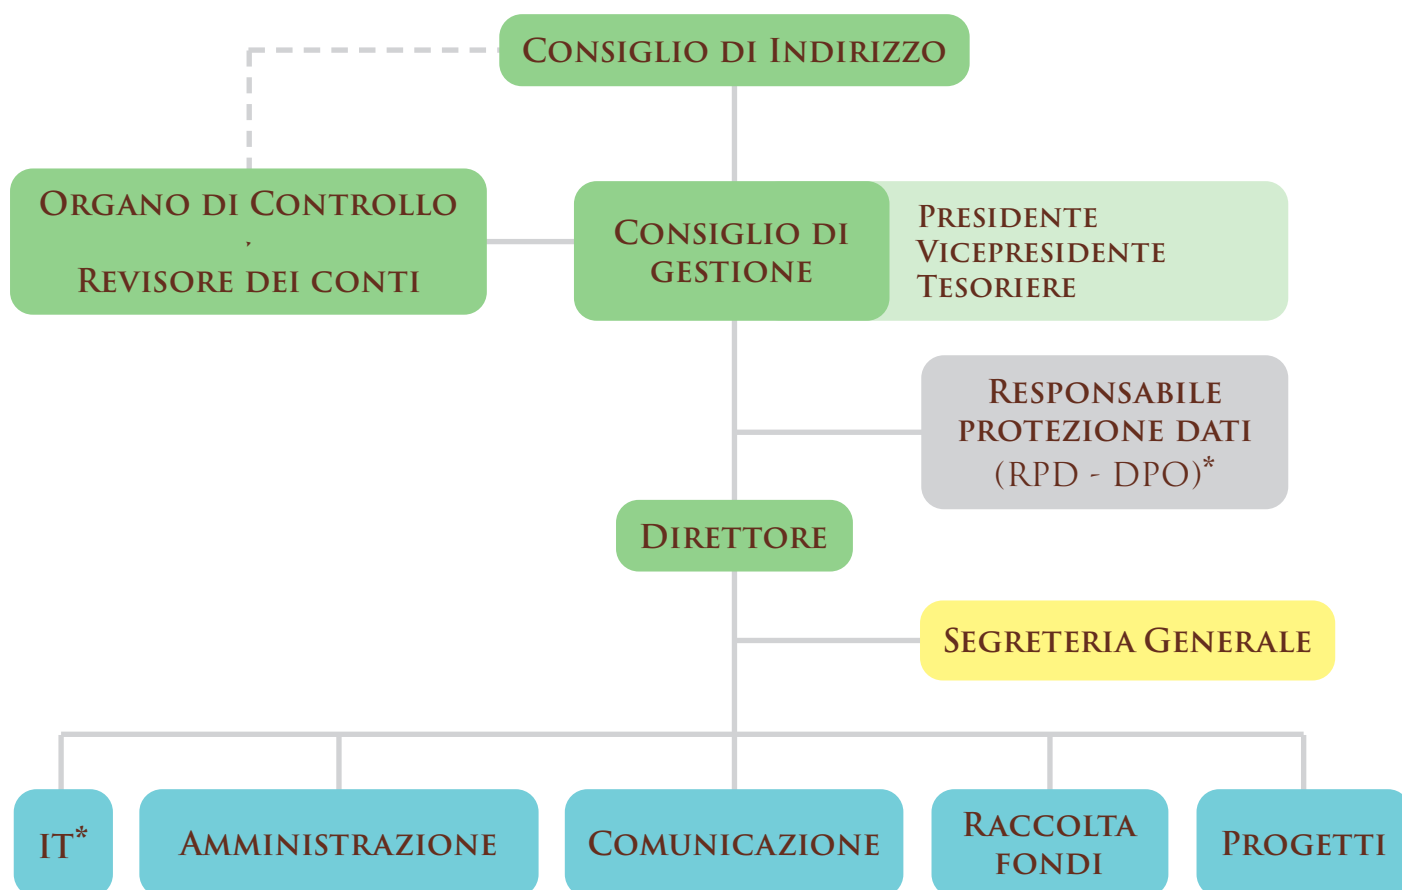 Consiglio di Indirizzo
Organo di Controllo
,
Revisore dei conti
Consiglio di
gestione
Presidente
Vicepresidente
Tesoriere
Responsabile
protezione dati
(RPD - DPO)*
Direttore
Segreteria Generale
IT*
Amministrazione
Comunicazione
Raccolta
fondi
Progetti